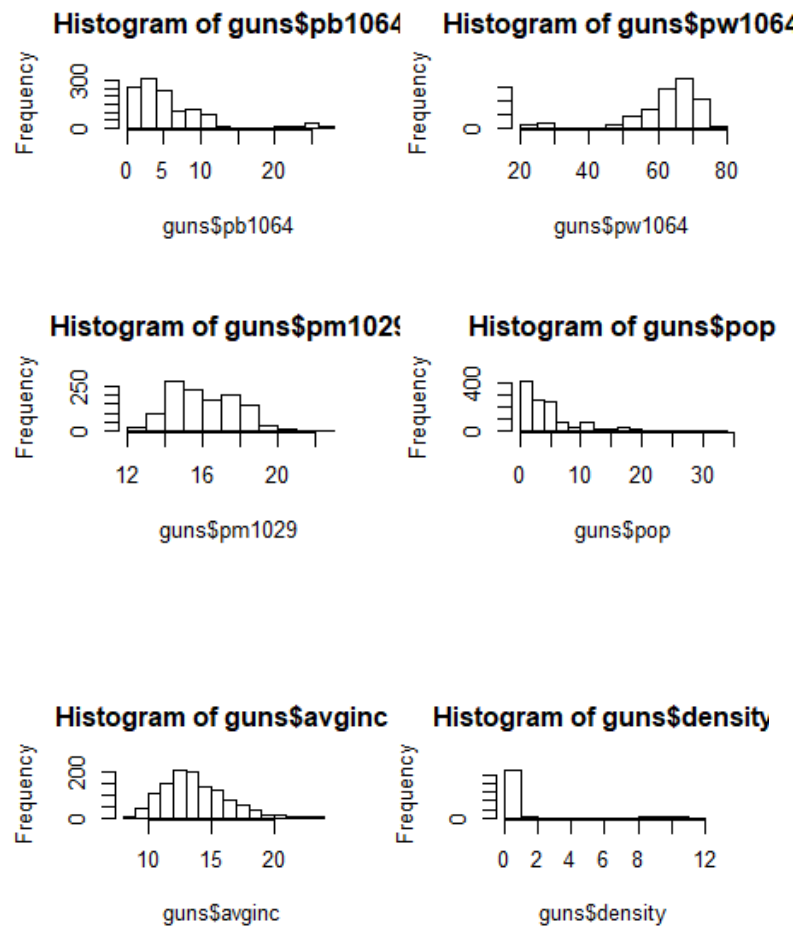 Histogram of guns$pb1064
Frequency
300
0
0 5 10 20
guns$pb1064
Histogram of guns$pw1064
Frequency
0
20 40 60 80
guns$pw1064
Histogram of guns$pm1029
Frequency
250
0
12 16 20
guns$pm1029
Histogram of guns$pop
Frequency
400
0
0 10 20 30
guns$pop
Histogram of guns$avginc
Frequency
200
0
10 15 20
guns$avginc
Histogram of guns$density
Frequency
0
0 2 4 6 8 12
guns$density